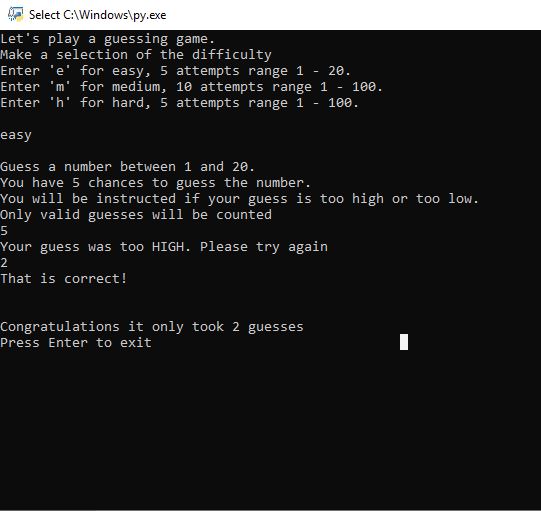 Select C:\Windows\py.exe
Let's play a guessing game.
Make a selection of the difficulty
Enter 'e' for easy, 5 attempts range 1 - 20.
Enter 'm' for medium, 10 attempts range 1 - 100.
Enter 'h' for hard, 5 attempts range 1 - 100.
easy
Guess a number between 1 and 20.
You have 5 chances to guess the number.
You will be instructed if your guess is too high or too low.
Only valid guesses will be counted
5
Your guess was too HIGH. Please try again
2
That is correct!
Congratulations it only took 2 guesses
Press Enter to exit